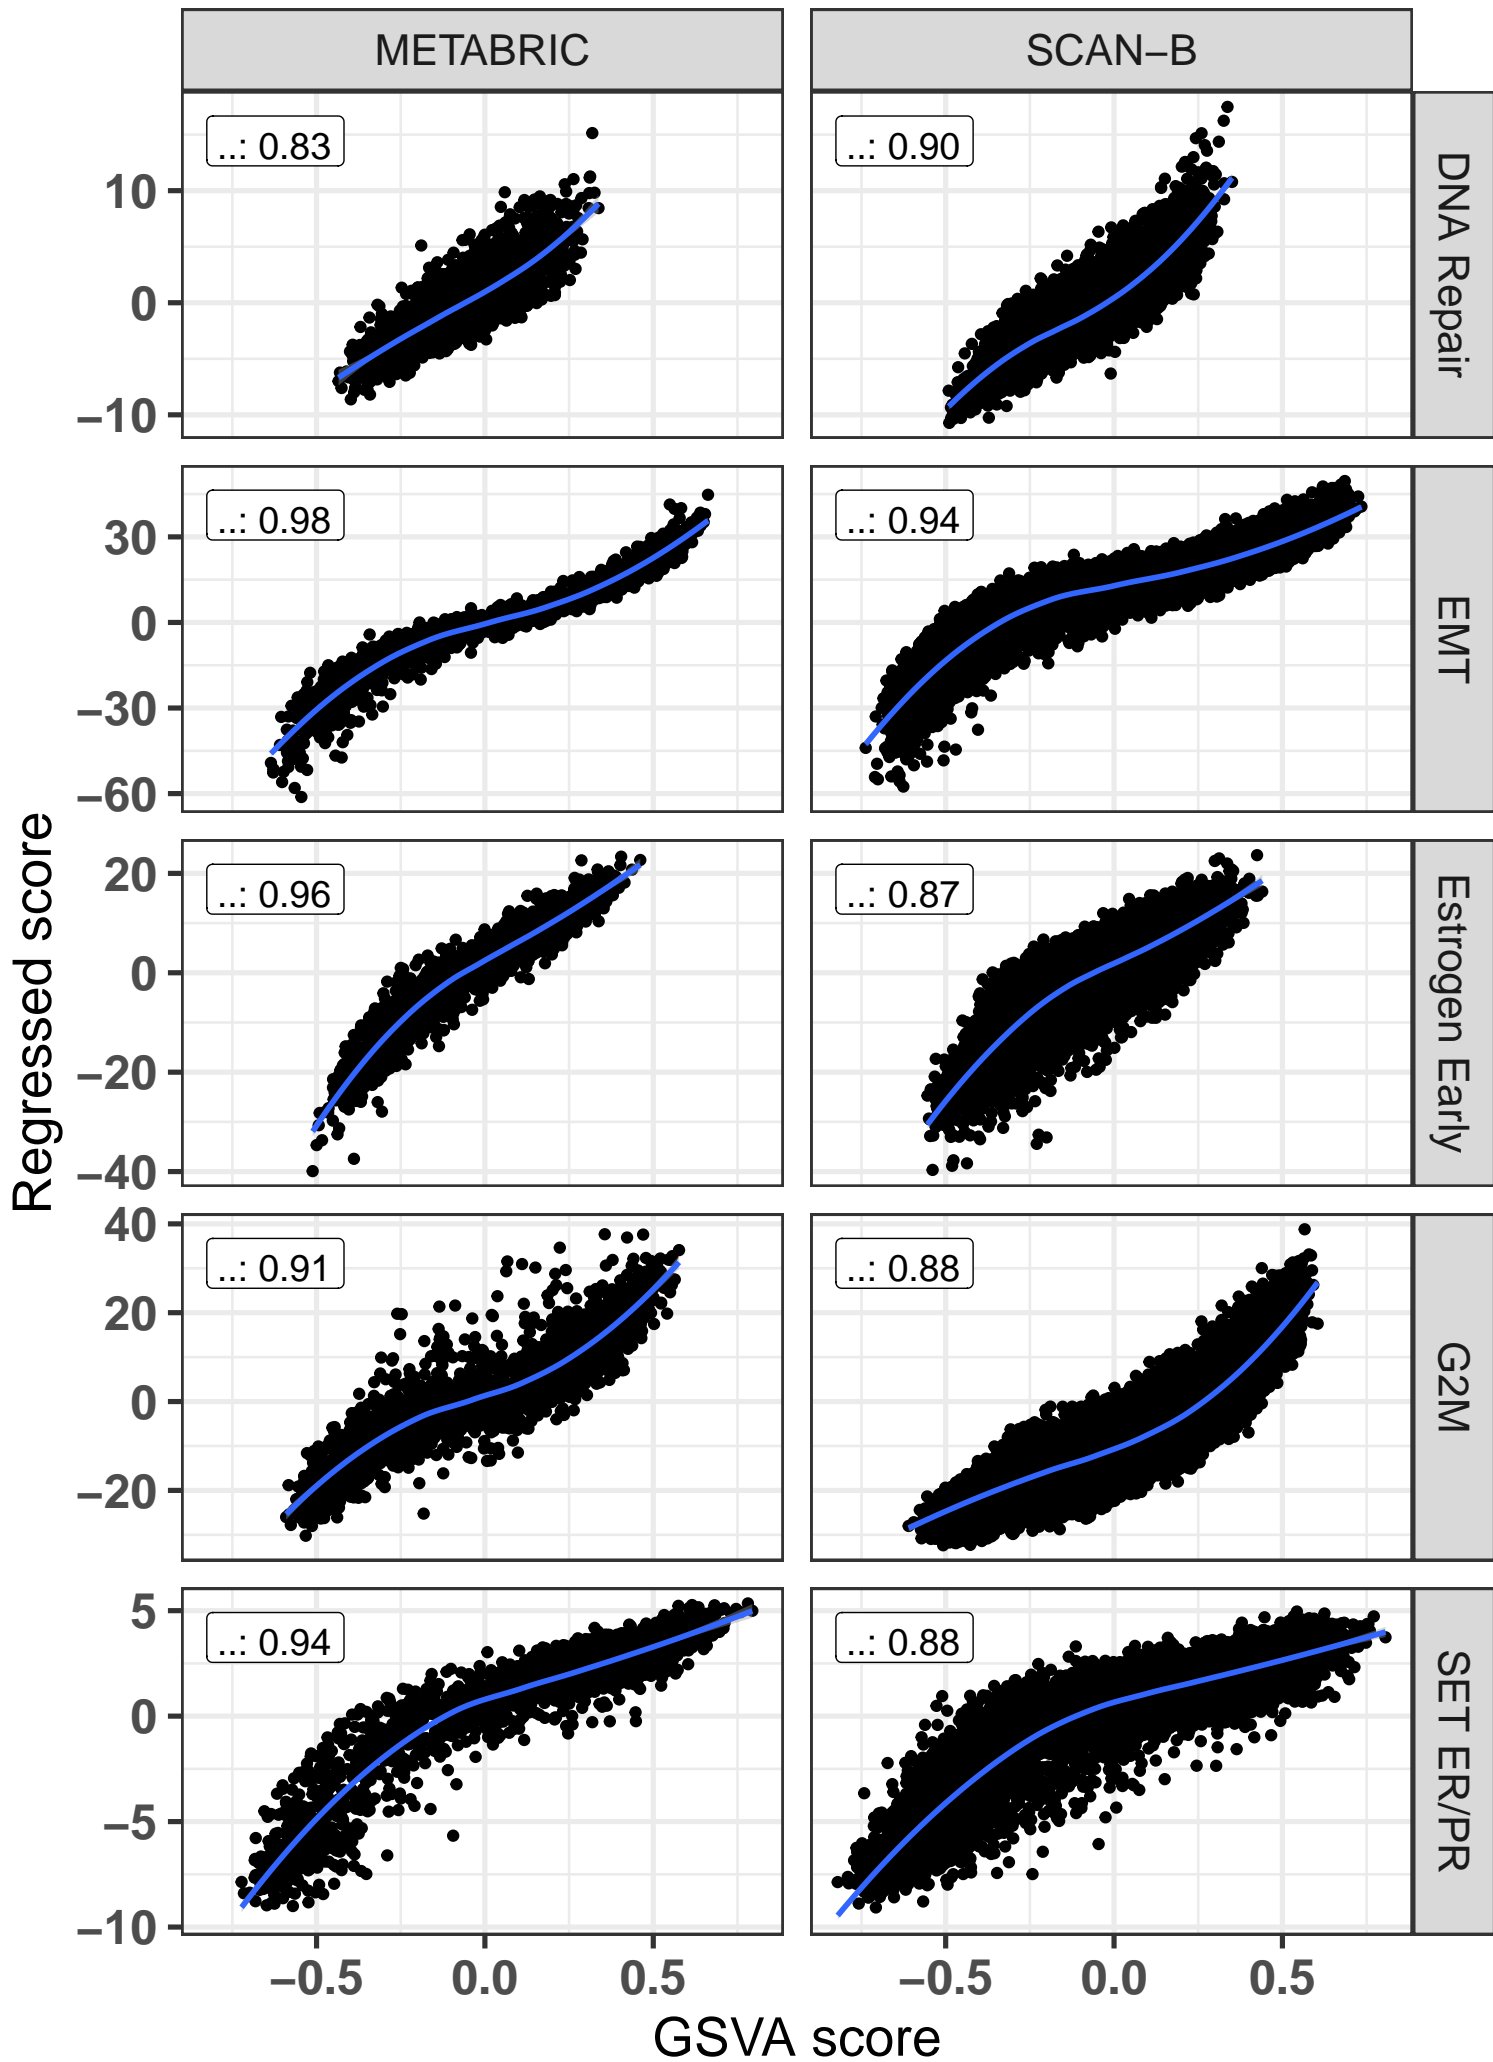 METABRIC
SCAN−B
..: 0.83
..: 0.90
10
0
−10
DNA Repair
..: 0.98
..: 0.94
30
0
−30
−60
EMT
..: 0.96
..: 0.87
20
0
−20
−40
Estrogen Early
..: 0.91
..: 0.88
40
20
0
−20
G2M
..: 0.94
..: 0.88
5
0
−5
−10
SET ER/PR
Regressed score
−0.5 0.0 0.5
−0.5 0.0 0.5
GSVA score